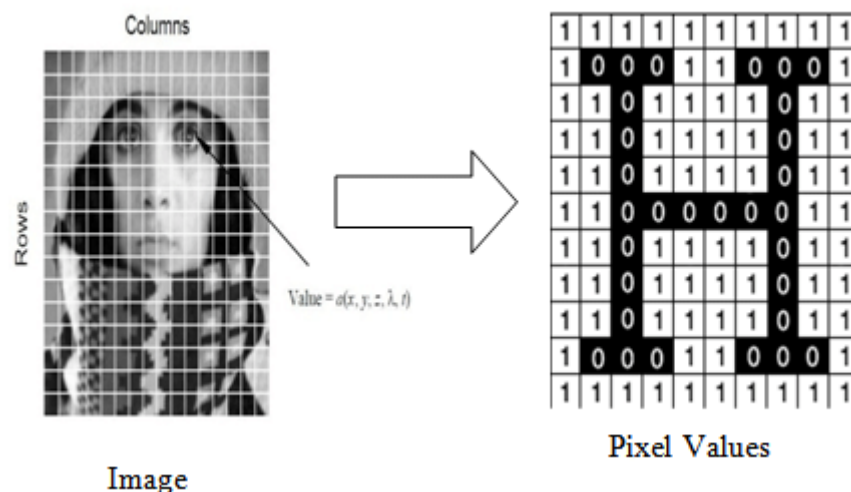 Columns
Rows
Value = a(x, y, z, λ, t)
Image
1 1 1 1 1 1 1 1 1 1
1 0 0 0 1 1 0 0 0 1
1 1 0 1 1 1 1 0 1 1
1 1 0 1 1 1 1 0 1 1
1 1 0 1 1 1 1 0 1 1
1 1 0 0 0 0 0 0 1 1
1 1 0 1 1 1 1 0 1 1
1 1 0 1 1 1 1 0 1 1
1 1 0 1 1 1 1 0 1 1
1 0 0 0 1 1 0 0 0 1
1 1 1 1 1 1 1 1 1 1
Pixel Values